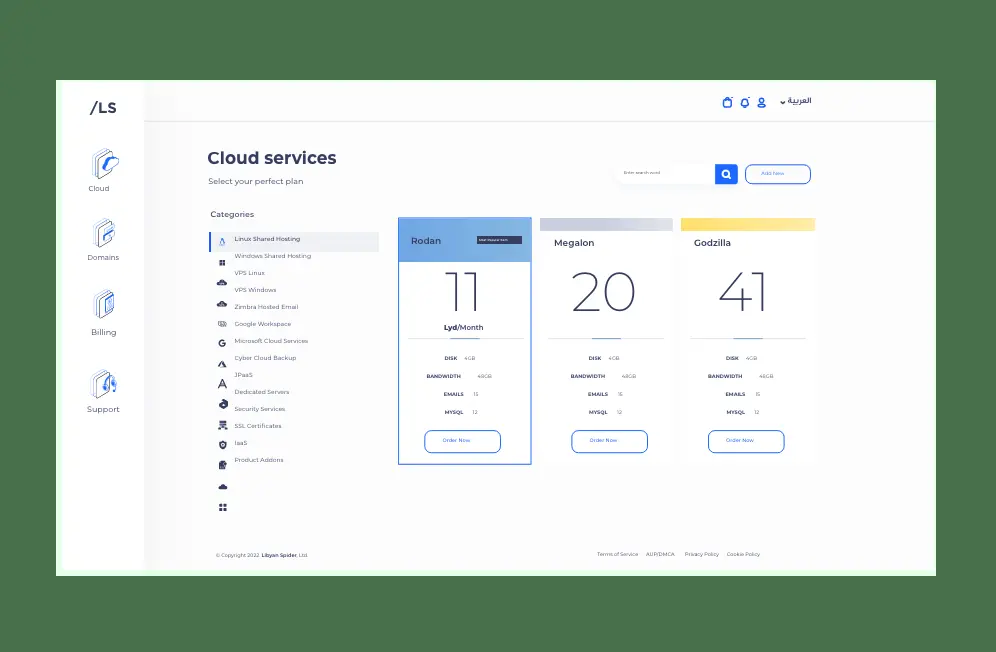 /LS
العربية
Cloud
Domains
Billing
Support
Cloud services
Select your perfect plan
Enter search word
Add New
Categories
Linux Shared Hosting
Windows Shared Hosting
VPS Linux
VPS Windows
Zimbra Hosted Email
Google Workspace
Microsoft Cloud Services
Cyber Cloud Backup
JPaaS
Dedicated Servers
Security Services
SSL Certificates
IaaS
Product Addons
Rodan
11
Lyd/Month
DISK 4GB
BANDWIDTH 48GB
EMAILS 15
MYSQL 12
Order Now
Megalon
20
DISK 4GB
BANDWIDTH 48GB
EMAILS 15
MYSQL 12
Order Now
Godzilla
41
DISK 4GB
BANDWIDTH 48GB
EMAILS 15
MYSQL 12
Order Now
© Copyright 2022 Libyan Spider, Ltd.
Terms of Service AUP/DMCA Privacy Policy Cookie Policy